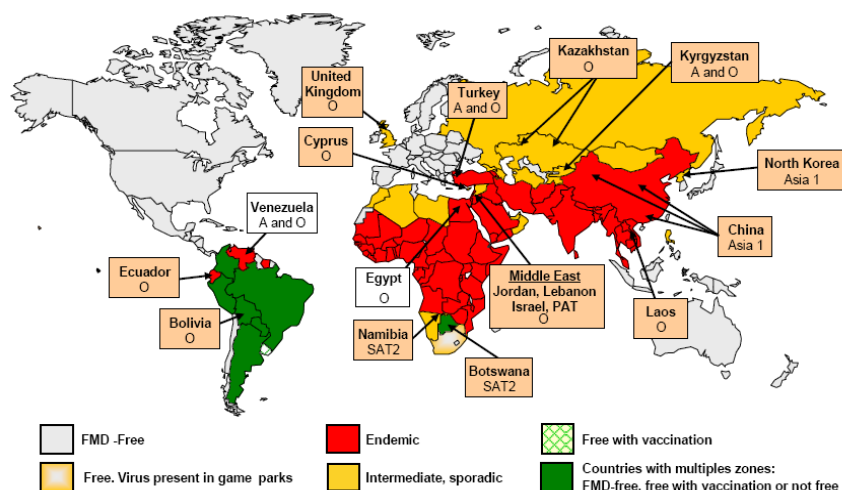 Kazakhstan
O
Kyrgyzstan
A and O
United
Kingdom
O
Turkey
A and O
Cyprus
O
North Korea
Asia 1
Venezuela
A and O
China
Asia 1
Ecuador
O
Egypt
O
Middle East
Jordan, Lebanon
Israel, PAT
O
Laos
O
Bolivia
O
Namibia
SAT2
Botswana
SAT2
FMD -Free
Endemic
Free with vaccination
Free. Virus present in game parks
Intermediate, sporadic
Countries with multiples zones:
FMD-free, free with vaccination or not free